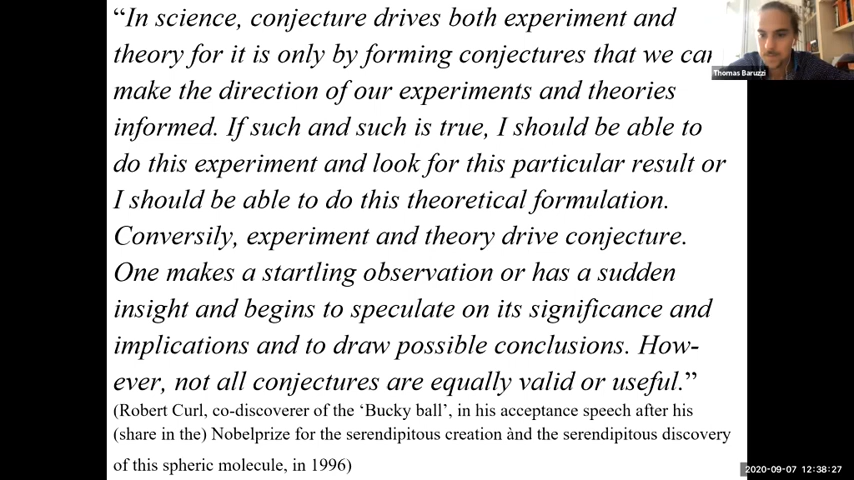 “In science, conjecture drives both experiment and
theory for it is only by forming conjectures that we can
make the direction of our experiments and theories
informed. If such and such is true, I should be able to
do this experiment and look for this particular result or
I should be able to do this theoretical formulation.
Conversily, experiment and theory drive conjecture.
One makes a startling observation or has a sudden
insight and begins to speculate on its significance and
implications and to draw possible conclusions. How-
ever, not all conjectures are equally valid or useful.”
(Robert Curl, co-discoverer of the ‘Bucky ball’, in his acceptance speech after his
(share in the) Nobelprize for the serendipitous creation ànd the serendipitous discovery
of this spheric molecule, in 1996)
Thomas Baruzzi
2020-09-07 12:38:27